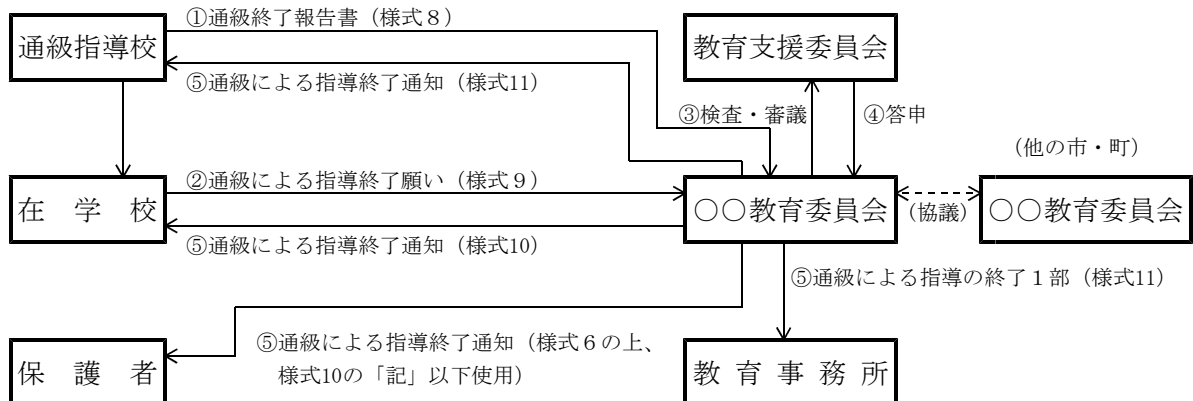 ①通級終了報告書（様式８）
通級指導校
教育支援委員会
⑤通級による指導終了通知（様式11）
③検査・審議
④答申
（他の市・町）
②通級による指導終了願い（様式９）
在　学　校
○○教育委員会
（協議）
○○教育委員会
⑤通級による指導終了通知（様式10）
⑤通級による指導の終了１部（様式11）
⑤通級による指導終了通知（様式６の上、
様式10の「記」以下使用）
保　護　者
教 育 事 務 所